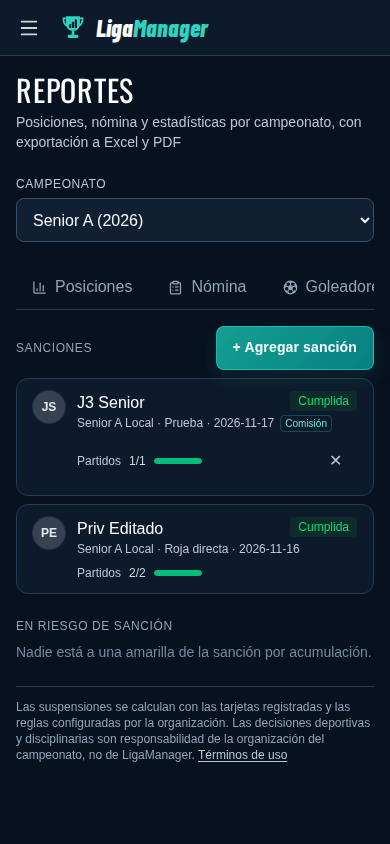 LigaManager
REPORTES
Posiciones, nómina y estadísticas por campeonato, con
exportación a Excel y PDF
CAMPEONATO
Senior A (2026)
Posiciones Nómina Goleadore
SANCIONES
+ Agregar sanción
JS
J3 Senior
Cumplida
Senior A Local · Prueba · 2026-11-17 Comisión
Partidos 1/1
PE
Priv Editado
Cumplida
Senior A Local · Roja directa · 2026-11-16
Partidos 2/2
EN RIESGO DE SANCIÓN
Nadie está a una amarilla de la sanción por acumulación.
Las suspensiones se calculan con las tarjetas registradas y las
reglas configuradas por la organización. Las decisiones deportivas
y disciplinarias son responsabilidad de la organización del
campeonato, no de LigaManager. Términos de uso